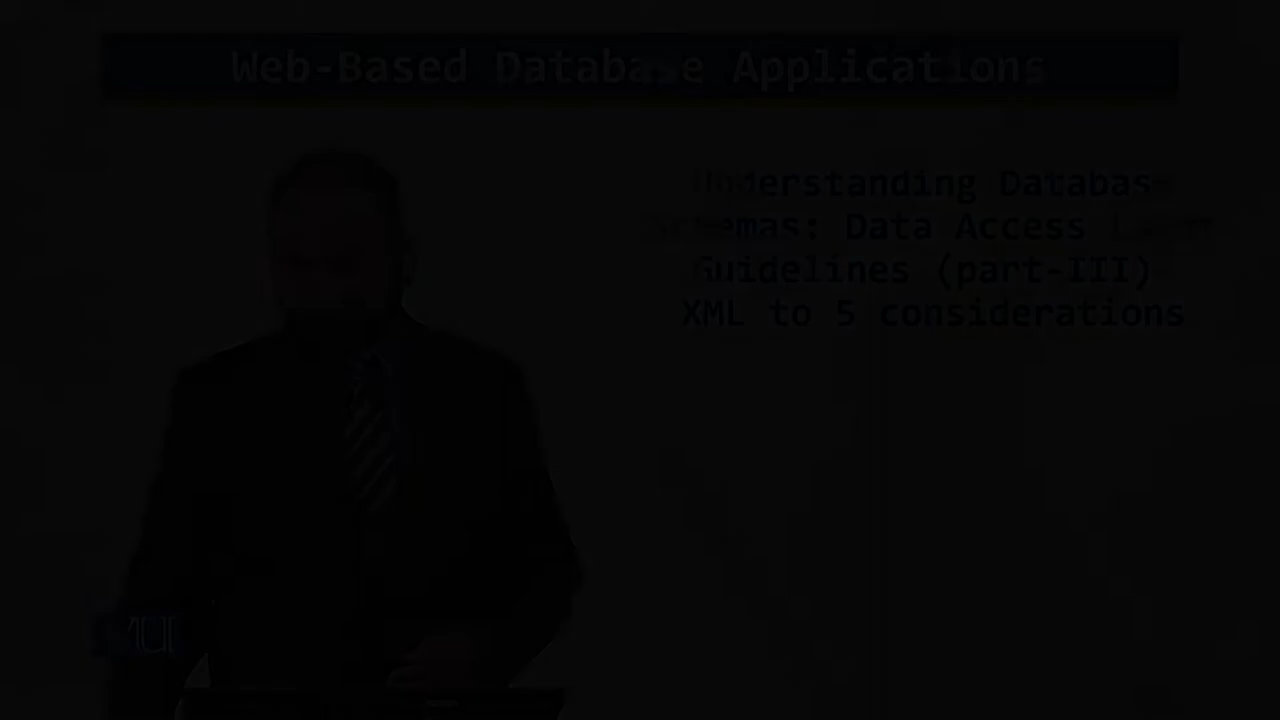 Web-Based Database Applications
Understanding Database
Schemas: Data Access
Guidelines (part-III)
XML to 5 considerations